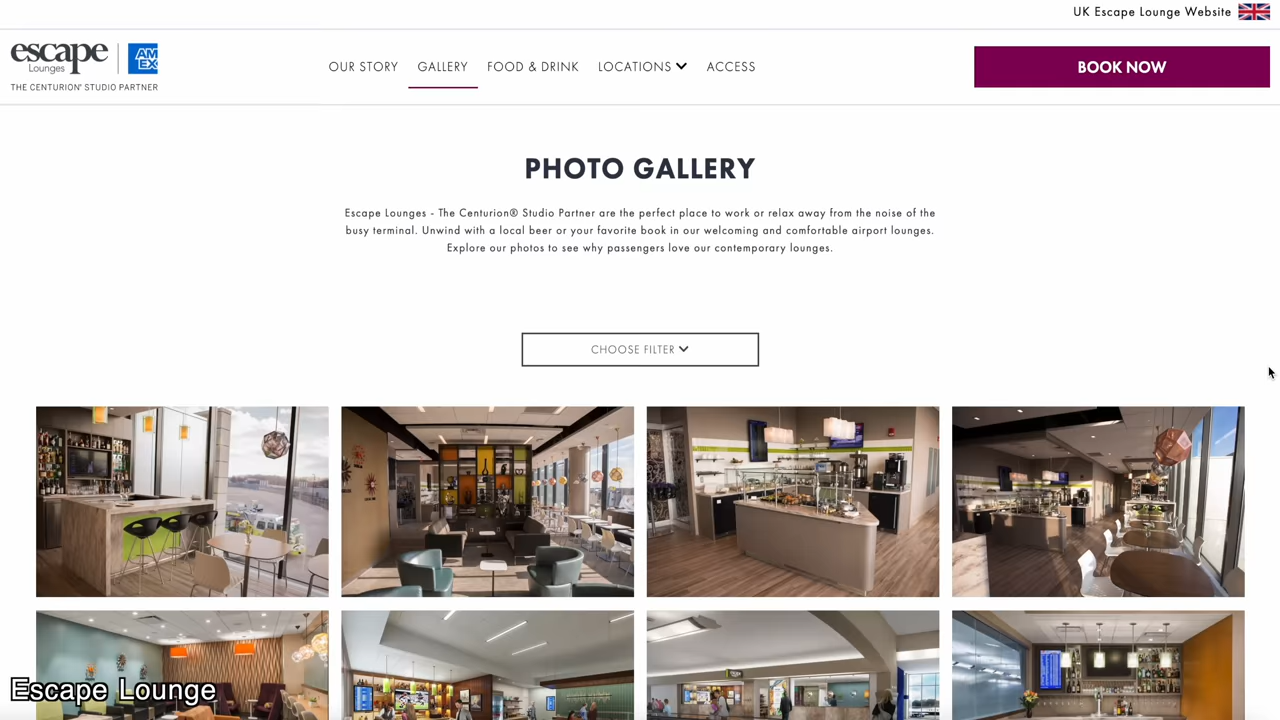 UK Escape Lounge Website
escape
Lounges
AM
EX
THE CENTURION® STUDIO PARTNER
OUR STORY
GALLERY
FOOD & DRINK
LOCATIONS
ACCESS
BOOK NOW
PHOTO GALLERY
Escape Lounges - The Centurion® Studio Partner are the perfect place to work or relax away from the noise of the
busy terminal. Unwind with a local beer or your favorite book in our welcoming and comfortable airport lounges.
Explore our photos to see why passengers love our contemporary lounges.
CHOOSE FILTER
Escape Lounge